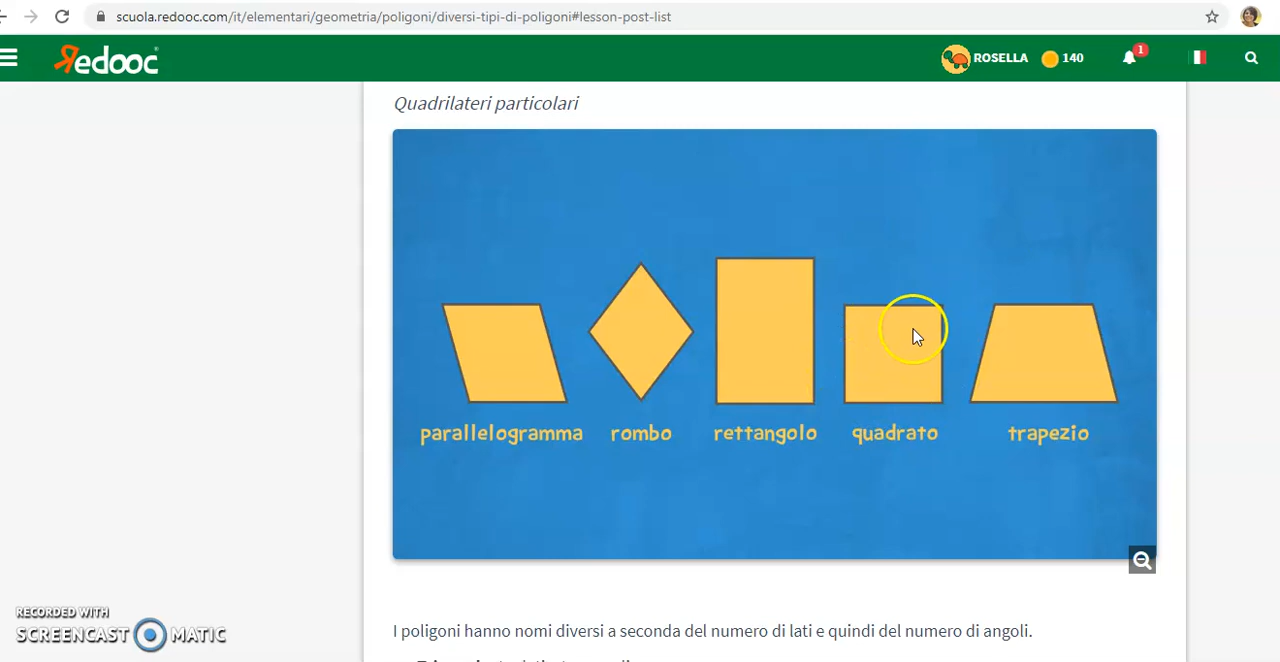 scuola.redooc.com/it/elementari/geometria/poligoni/diversi-tipi-di-poligoni#lesson-post-list
Redooc
ROSELLA 140 1
Quadrilateri particolari
parallelogramma rombo rettangolo quadrato trapezio
I poligoni hanno nomi diversi a seconda del numero di lati e quindi del numero di angoli.
RECORDED WITH
SCREENCAST MATIC